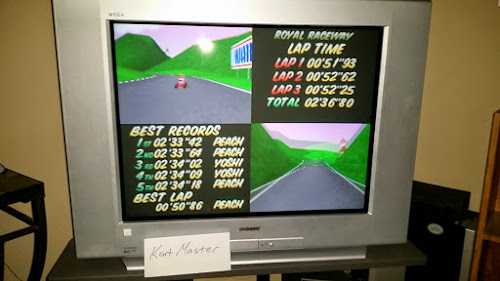 WEGA
ROYAL RACEWAY
LAP TIME
LAP 1 00'51"93
LAP 2 00'52"62
LAP 3 00'52"25
TOTAL 02'36"80
BEST RECORDS
1ST 02'33"42 PEACH
2ND 02'33"64 PEACH
3RD 02'34"02 YOSHI
4TH 02'34"09 YOSHI
5TH 02'34"18 PEACH
BEST LAP
00'50"86 PEACH
SONY
Kart Master